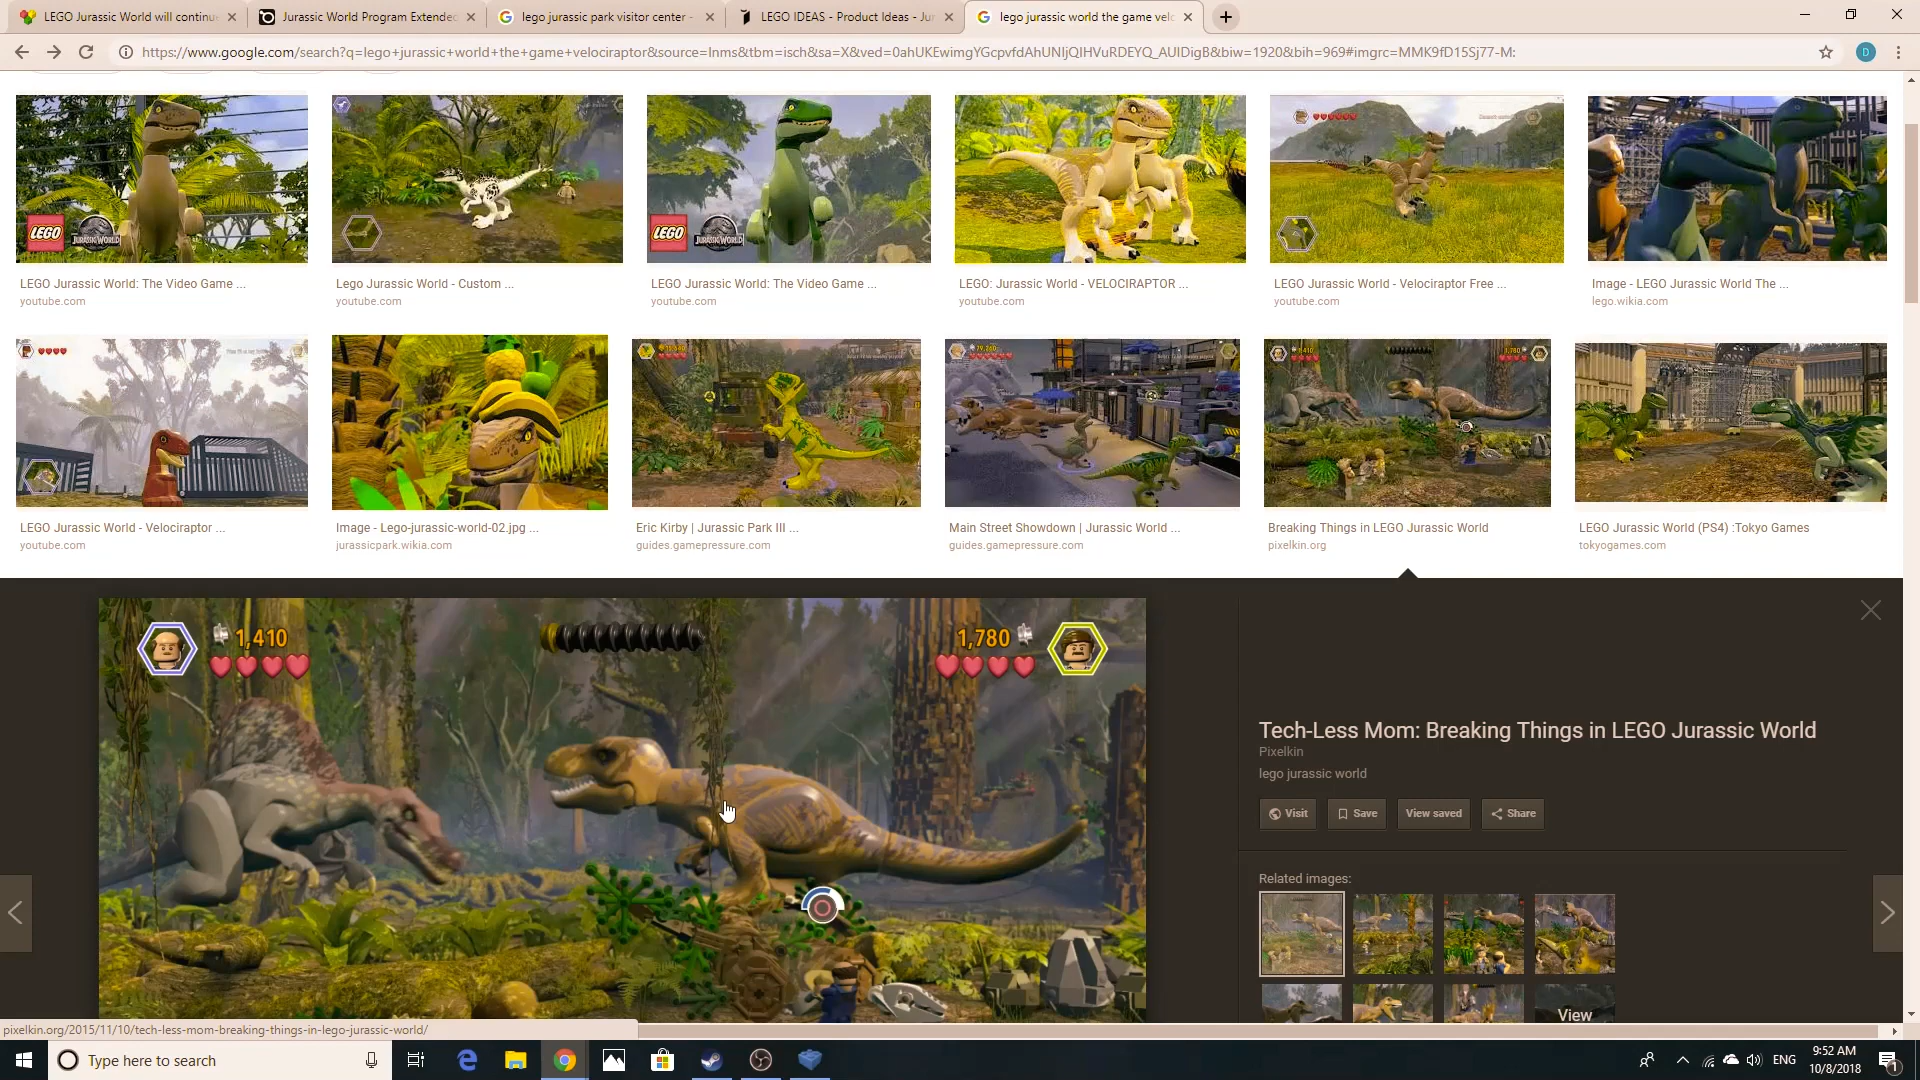 LEGO Jurassic World will continu
Jurassic World Program Extended
lego jurassic park visitor center -
LEGO IDEAS - Product Ideas - Jur
lego jurassic world the game velo
https://www.google.com/search?q=lego+jurassic+world+the+game+velociraptor&source=lnms&tbm=isch&sa=X&ved=0ahUKEwimgYGcpvfdAhUNIjQIHVuRDEYQ_AUIDigB&biw=1920&bih=969#imgrc=MMK9fD15Sj77-M:
D
LEGO
JURASSIC WORLD
LEGO
JURASSIC WORLD
LEGO Jurassic World: The Video Game ...
youtube.com
Lego Jurassic World - Custom ...
youtube.com
LEGO Jurassic World: The Video Game ...
youtube.com
LEGO: Jurassic World - VELOCIRAPTOR ...
youtube.com
LEGO Jurassic World - Velociraptor Free ...
youtube.com
Image - LEGO Jurassic World The ...
lego.wikia.com
LEGO Jurassic World - Velociraptor ...
youtube.com
Image - Lego-jurassic-world-02.jpg ...
jurassicpark.wikia.com
Eric Kirby | Jurassic Park III ...
guides.gamepressure.com
Main Street Showdown | Jurassic World ...
guides.gamepressure.com
Breaking Things in LEGO Jurassic World
pixelkin.org
LEGO Jurassic World (PS4) :Tokyo Games
tokyogames.com
1,410
1,780
Tech-Less Mom: Breaking Things in LEGO Jurassic World
Pixelkin
lego jurassic world
Visit
Save
View saved
Share
Related images:
View
pixelkin.org/2015/11/10/tech-less-mom-breaking-things-in-lego-jurassic-world/
Type here to search
ENG
9:52 AM
10/8/2018
1